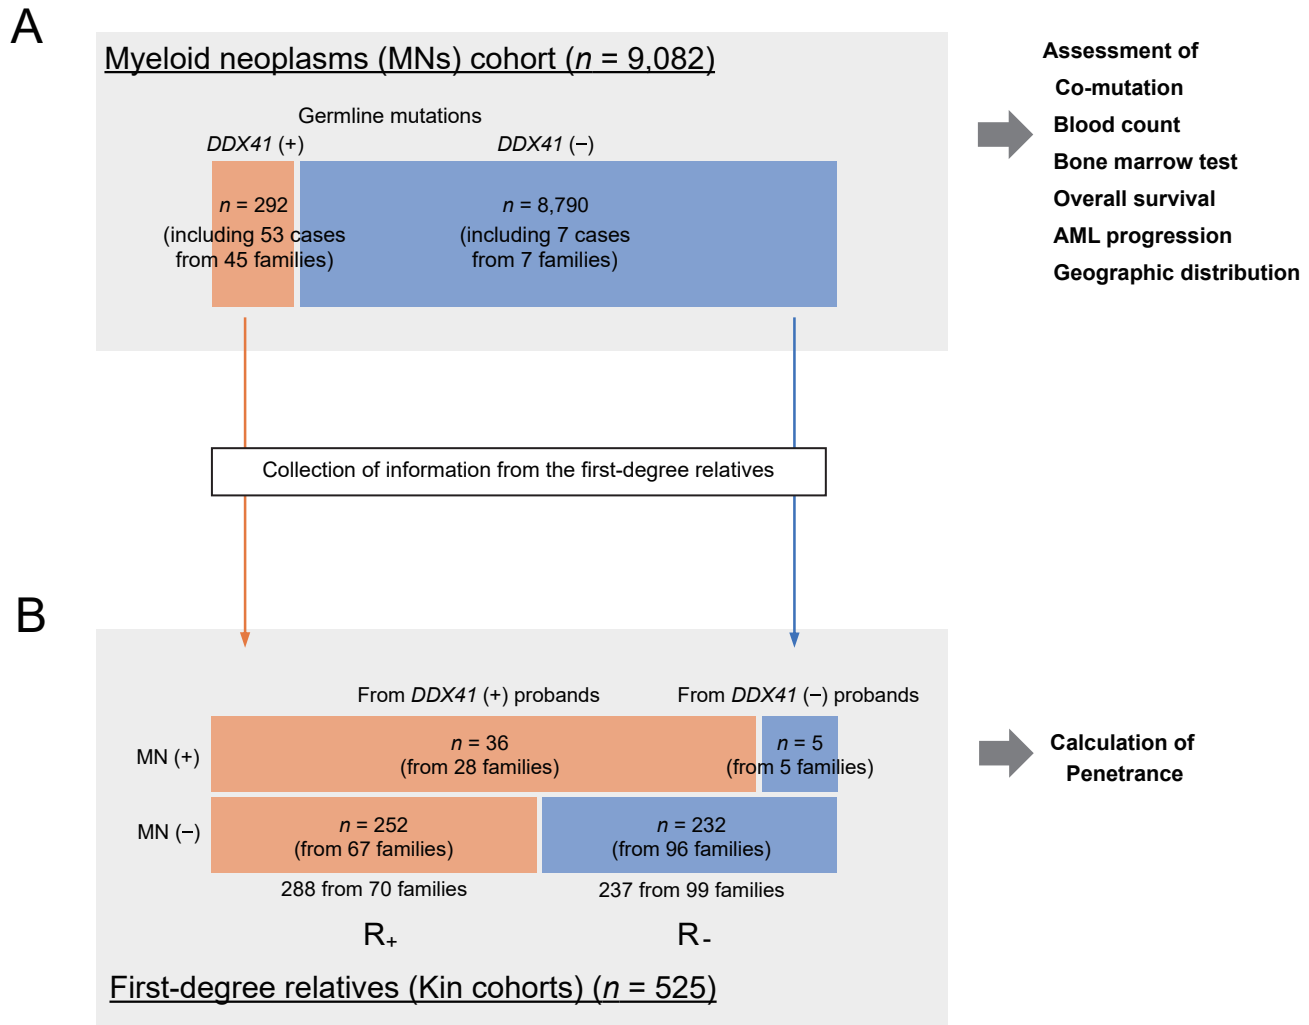 A
Myeloid neoplasms (MNs) cohort (n = 9,082)
Germline mutations
DDX41 (+)
DDX41 (−)
n = 292
(including 53 cases
from 45 families)
n = 8,790
(including 7 cases
from 7 families)
Assessment of
Co-mutation
Blood count
Bone marrow test
Overall survival
AML progression
Geographic distribution
Collection of information from the first-degree relatives
B
From DDX41 (+) probands
From DDX41 (−) probands
MN (+)
n = 36
(from 28 families)
n = 5
(from 5 families)
MN (−)
n = 252
(from 67 families)
n = 232
(from 96 families)
288 from 70 families
237 from 99 families
R+
R-
First-degree relatives (Kin cohorts) (n = 525)
Calculation of
Penetrance